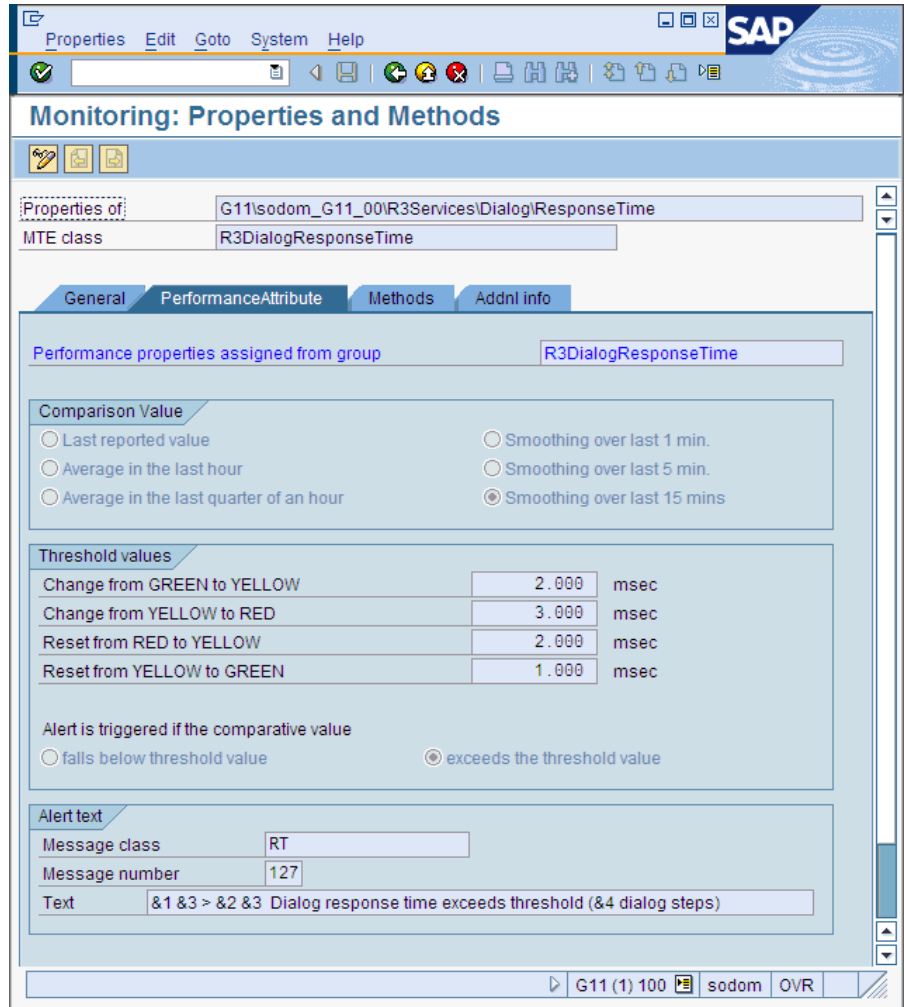 Properties Edit Goto System Help
SAP
Monitoring: Properties and Methods
Properties of G11\sodom_G11_00\R3Services\Dialog\ResponseTime
MTE class R3DialogResponseTime
General PerformanceAttribute Methods Addnl info
Performance properties assigned from group R3DialogResponseTime
Comparison Value
Last reported value Smoothing over last 1 min.
Average in the last hour Smoothing over last 5 min.
Average in the last quarter of an hour Smoothing over last 15 mins
Threshold values
Change from GREEN to YELLOW 2.000 msec
Change from YELLOW to RED 3.000 msec
Reset from RED to YELLOW 2.000 msec
Reset from YELLOW to GREEN 1.000 msec
Alert is triggered if the comparative value
falls below threshold value exceeds the threshold value
Alert text
Message class RT
Message number 127
Text &1 &3 > &2 &3 Dialog response time exceeds threshold (&4 dialog steps)
G11 (1) 100 sodom OVR